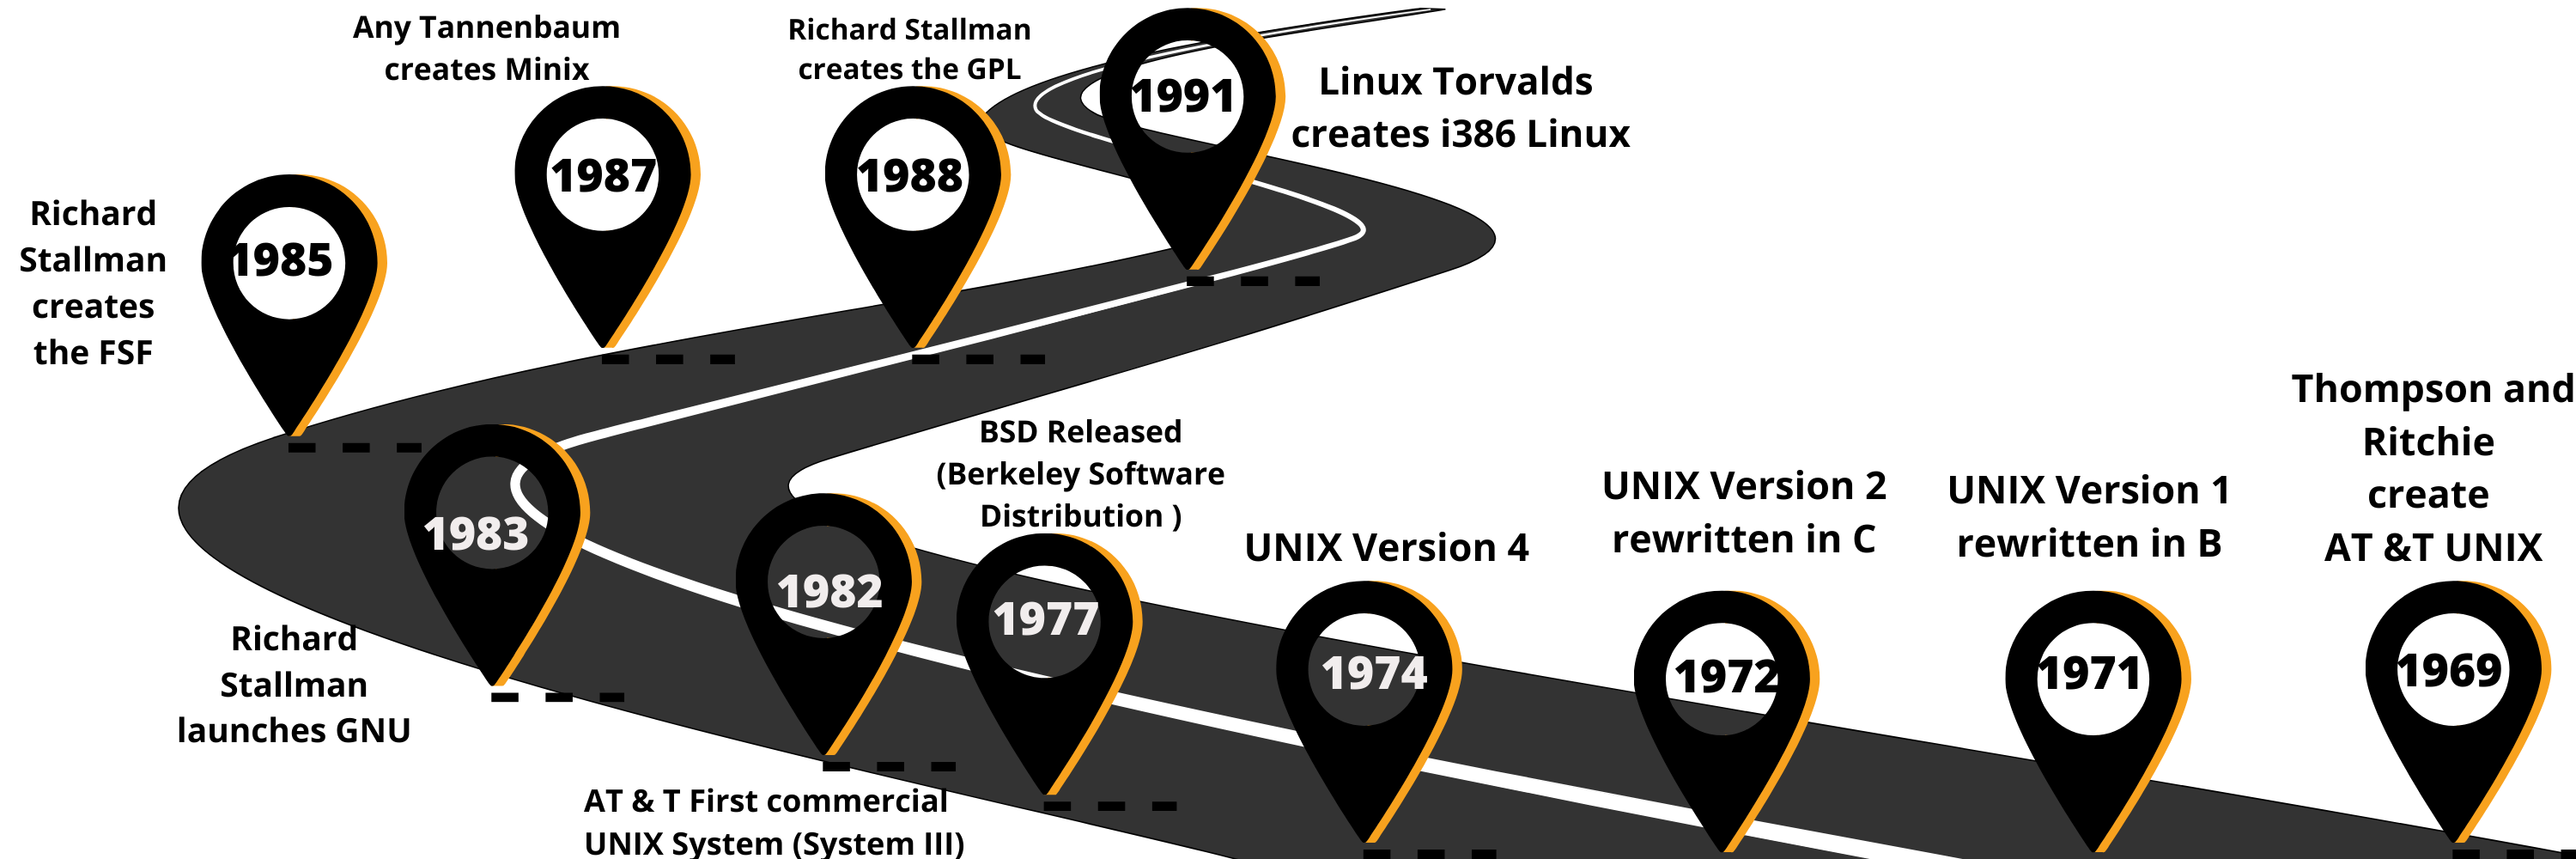 Any Tannenbaum
creates Minix
1987
Richard Stallman
creates the GPL
1988
1991
Linux Torvalds
creates i386 Linux
Richard
Stallman
creates
the FSF
1985
1983
Richard
Stallman
launches GNU
1982
AT & T First commercial
UNIX System (System III)
BSD Released
(Berkeley Software
Distribution )
1977
UNIX Version 4
1974
UNIX Version 2
rewritten in C
1972
UNIX Version 1
rewritten in B
1971
Thompson and
Ritchie
create
AT &T UNIX
1969